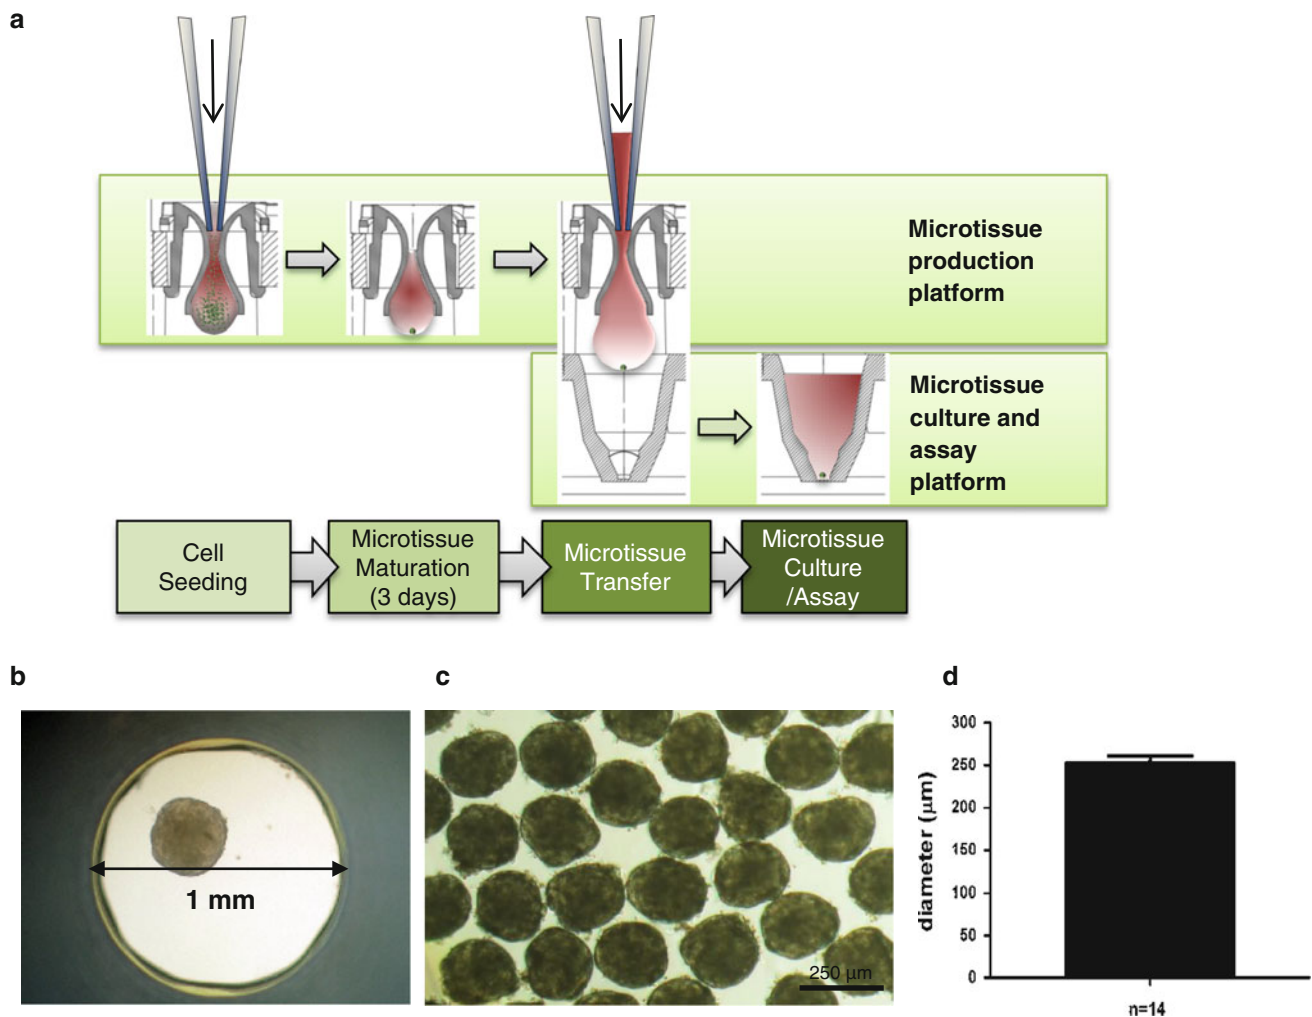 a
Microtissue
production
platform
Microtissue
culture and
assay
platform
Cell
Seeding
Microtissue
Maturation
(3 days)
Microtissue
Transfer
Microtissue
Culture
/Assay
b
1 mm
c
250 µm
d
diameter (µm)
300
250
200
150
100
50
0
n=14